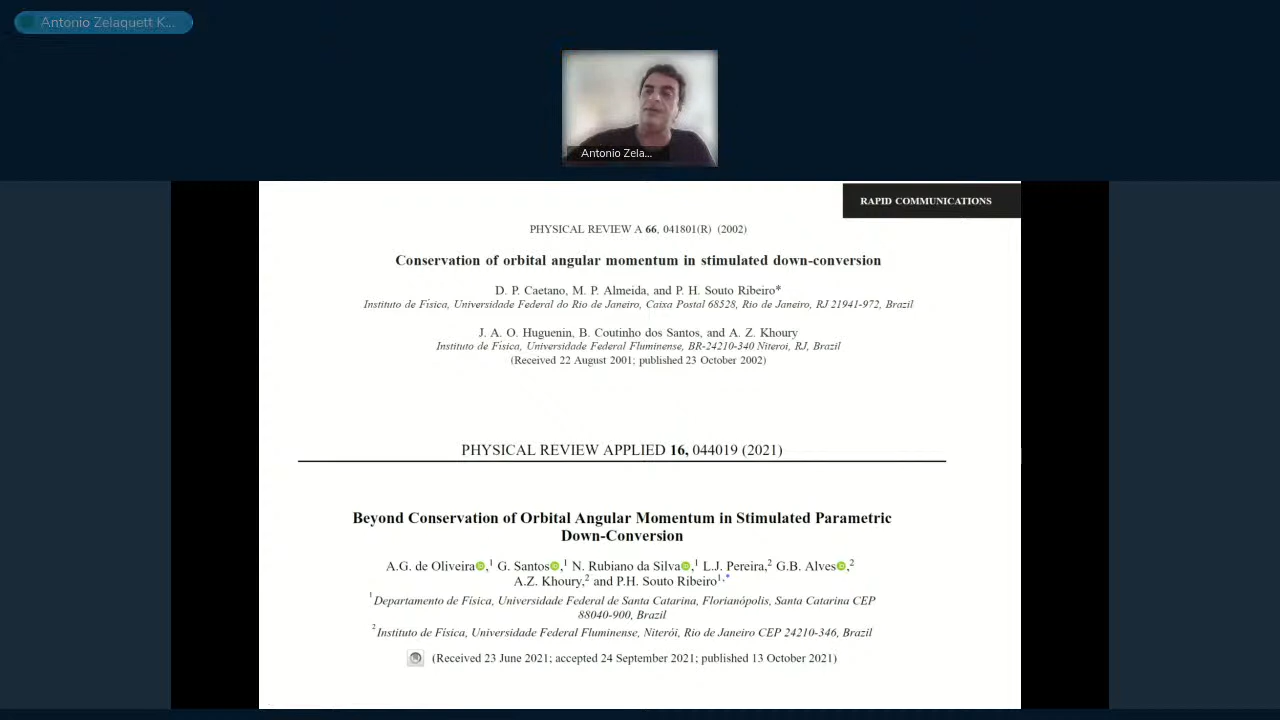 Antonio Zelaquett K...
Antonio Zela...
RAPID COMMUNICATIONS
PHYSICAL REVIEW A 66, 041801(R) (2002)
Conservation of orbital angular momentum in stimulated down-conversion
D. P. Caetano, M. P. Almeida, and P. H. Souto Ribeiro*
Instituto de Física, Universidade Federal do Rio de Janeiro, Caixa Postal 68528, Rio de Janeiro, RJ 21941-972, Brazil
J. A. O. Huguenin, B. Coutinho dos Santos, and A. Z. Khoury
Instituto de Física, Universidade Federal Fluminense, BR-24210-340 Niteroi, RJ, Brazil
(Received 22 August 2001; published 23 October 2002)
PHYSICAL REVIEW APPLIED 16, 044019 (2021)
Beyond Conservation of Orbital Angular Momentum in Stimulated Parametric
Down-Conversion
A.G. de Oliveira,1 G. Santos,1 N. Rubiano da Silva,1 L.J. Pereira,2 G.B. Alves,2
A.Z. Khoury,2 and P.H. Souto Ribeiro1,*
1Departamento de Física, Universidade Federal de Santa Catarina, Florianópolis, Santa Catarina CEP
88040-900, Brazil
2Instituto de Física, Universidade Federal Fluminense, Niterói, Rio de Janeiro CEP 24210-346, Brazil
(Received 23 June 2021; accepted 24 September 2021; published 13 October 2021)